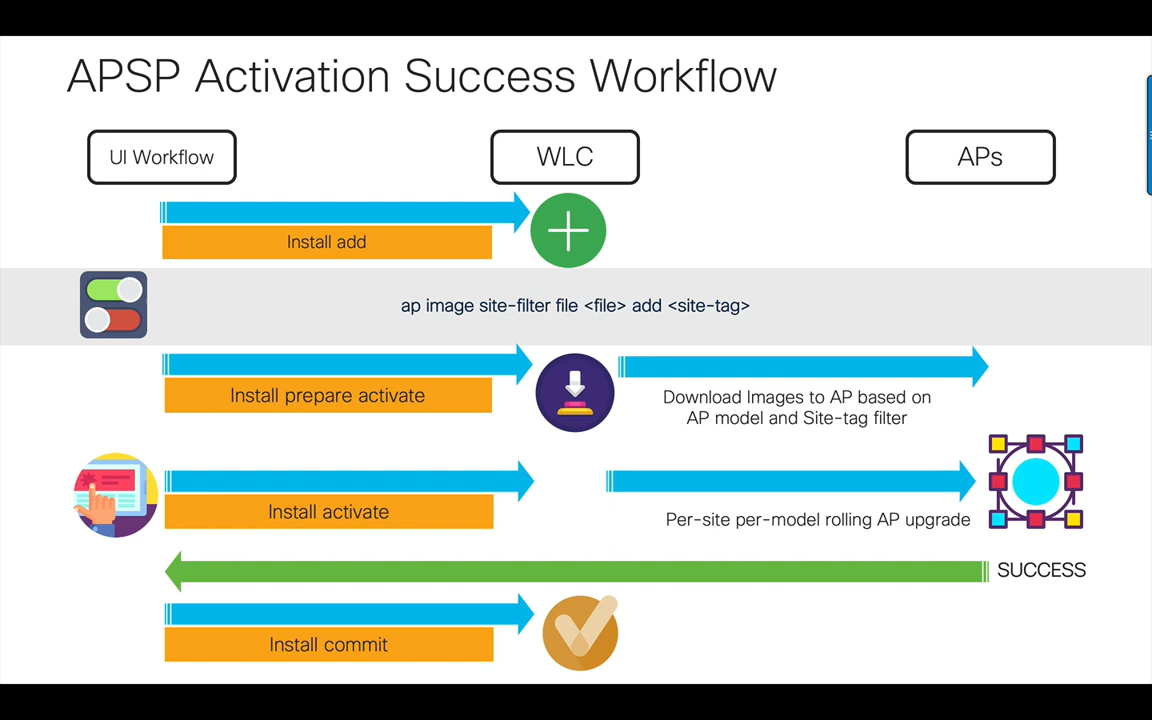 APSP Activation Success Workflow
UI Workflow
WLC
APs
Install add
ap image site-filter file <file> add <site-tag>
Install prepare activate
Download Images to AP based on
AP model and Site-tag filter
Install activate
Per-site per-model rolling AP upgrade
SUCCESS
Install commit